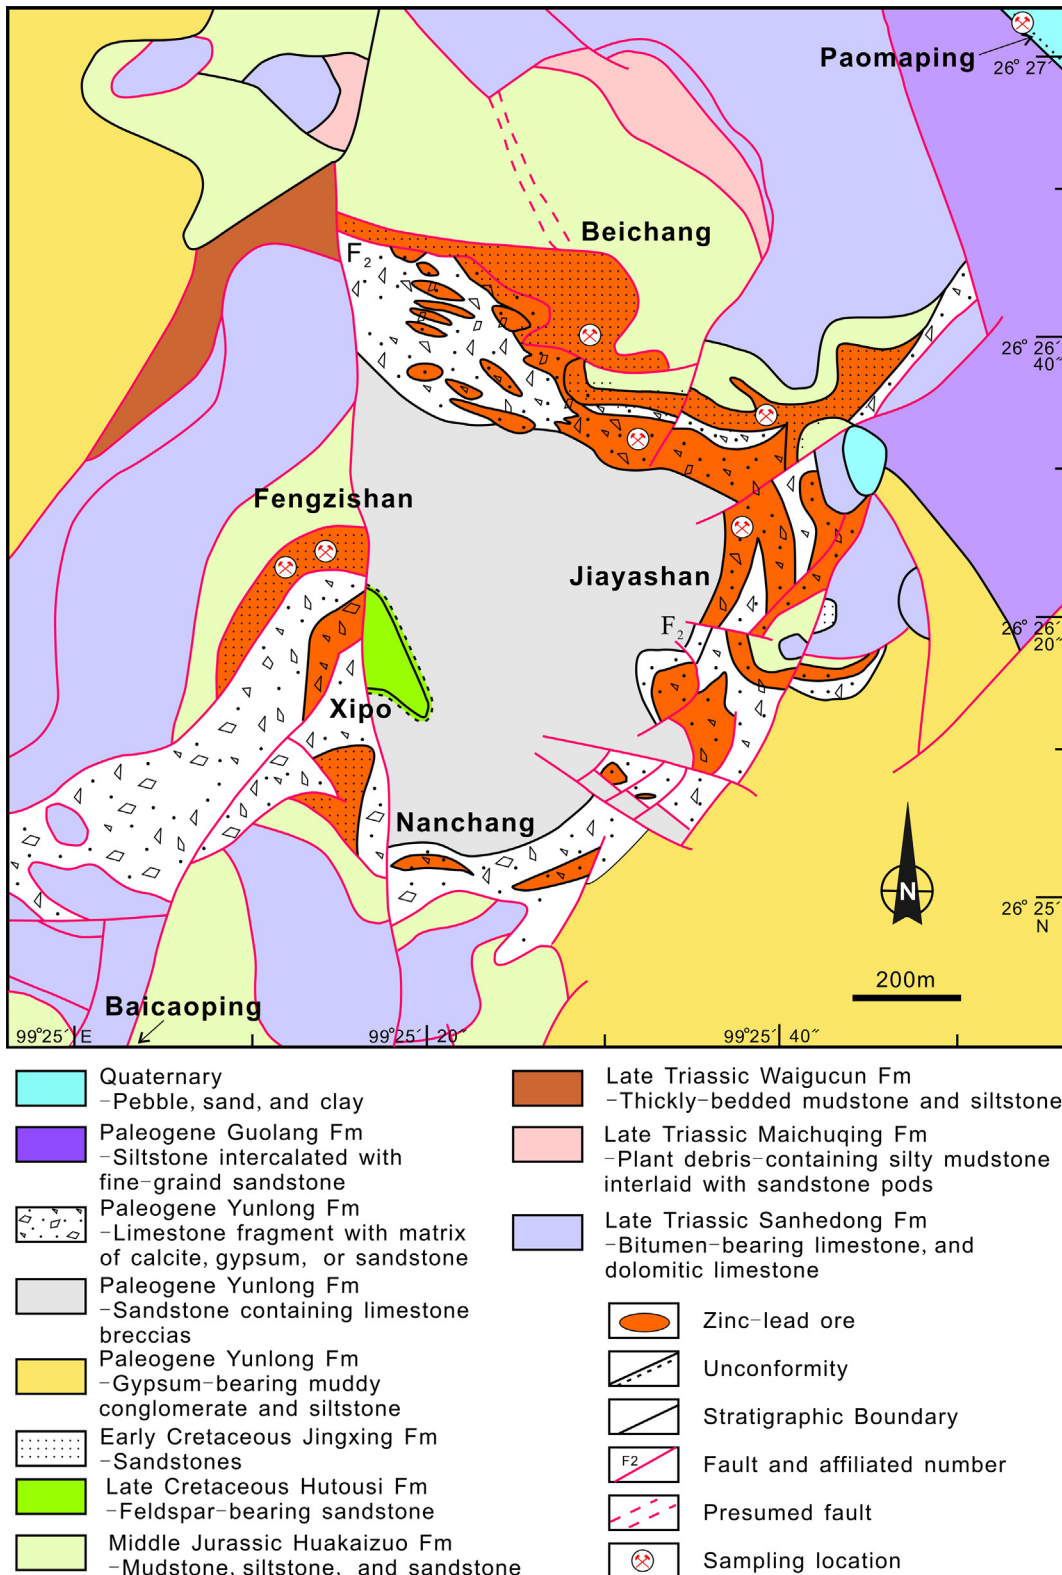 Paomaping
26° 27′
Beichang
F2
26° 26′
40″
Fengzishan
Jiayashan
F2
26° 26′
20″
Xipo
Nanchang
N
26° 25′
N
200m
Baicaoping
99°25′ E
99°25′ 20″
99°25′ 40″
Quaternary
-Pebble, sand, and clay
Paleogene Guolang Fm
-Siltstone intercalated with
fine-graind sandstone
Paleogene Yunlong Fm
-Limestone fragment with matrix
of calcite, gypsum, or sandstone
Paleogene Yunlong Fm
-Sandstone containing limestone
breccias
Paleogene Yunlong Fm
-Gypsum-bearing muddy
conglomerate and siltstone
Early Cretaceous Jingxing Fm
-Sandstones
Late Cretaceous Hutousi Fm
-Feldspar-bearing sandstone
Middle Jurassic Huakaizuo Fm
-Mudstone, siltstone, and sandstone
Late Triassic Waigucun Fm
-Thickly-bedded mudstone and siltstone
Late Triassic Maichuqing Fm
-Plant debris-containing silty mudstone
interlaid with sandstone pods
Late Triassic Sanhedong Fm
-Bitumen-bearing limestone, and
dolomitic limestone
Zinc-lead ore
Unconformity
Stratigraphic Boundary
F2
Fault and affiliated number
Presumed fault
Sampling location